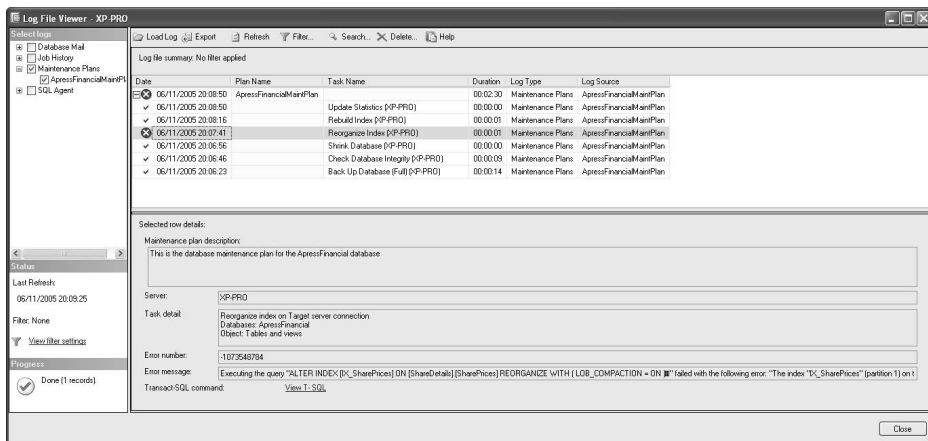 Log File Viewer - XP-PRO
Select logs
Database Mail
Job History
Maintenance Plans
ApressFinancialMaintPl
SQL Agent
Load Log Export Refresh Filter... Search... Delete... Help
Log file summary: No filter applied
Date Plan Name Task Name Duration Log Type Log Source
06/11/2005 20:08:50 ApressFinancialMaintPlan 00:02:30 Maintenance Plans ApressFinancialMaintPlan
06/11/2005 20:08:50 Update Statistics (XP-PRO) 00:00:00 Maintenance Plans ApressFinancialMaintPlan
06/11/2005 20:08:16 Rebuild Index (XP-PRO) 00:00:01 Maintenance Plans ApressFinancialMaintPlan
06/11/2005 20:07:41 Reorganize Index (XP-PRO) 00:00:01 Maintenance Plans ApressFinancialMaintPlan
06/11/2005 20:06:56 Shrink Database (XP-PRO) 00:00:00 Maintenance Plans ApressFinancialMaintPlan
06/11/2005 20:06:46 Check Database Integrity (XP-PRO) 00:00:09 Maintenance Plans ApressFinancialMaintPlan
06/11/2005 20:06:23 Back Up Database (Full) (XP-PRO) 00:00:14 Maintenance Plans ApressFinancialMaintPlan
Status
Last Refresh:
06/11/2005 20:09:25
Filter: None
View filter settings
Progress
Done (1 records).
Selected row details:
Maintenance plan description:
This is the database maintenance plan for the ApressFinancial database
Server: XP-PRO
Task detail: Reorganize index on Target server connection
Databases: ApressFinancial
Object: Tables and views
Error number: -1073548784
Error message: Executing the query "ALTER INDEX [IX_SharePrices] ON [ShareDetails].[SharePrices] REORGANIZE WITH ( LOB_COMPACTION = ON )" failed with the following error: "The index "IX_SharePrices" (partition 1) on
Transact-SQL command: View T-SQL
Close